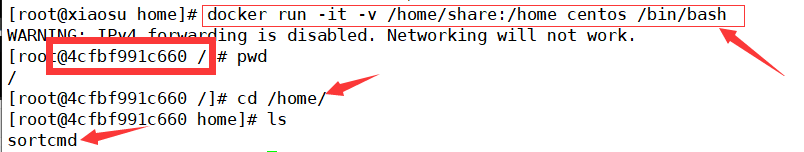 [root@xiaosu home]# docker run -it -v /home/share:/home centos /bin/bash
WARNING: IPv4 forwarding is disabled. Networking will not work.
[root@4cfbf991c660 /]# pwd
/
[root@4cfbf991c660 /]# cd /home/
[root@4cfbf991c660 home]# ls
sortcmd